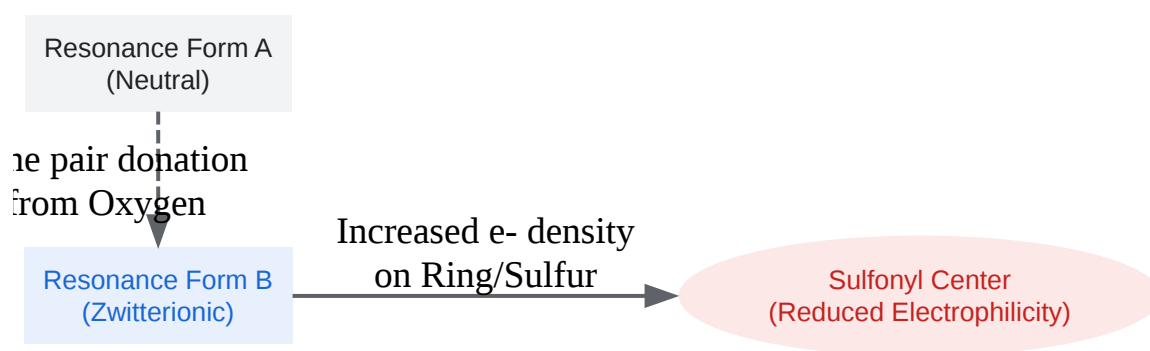 Resonance Form A
(Neutral)
pair donation
from Oxygen
Increased e- density
on Ring/Sulfur
Resonance Form B
(Zwitterionic)
Sulfonyl Center
(Reduced Electrophilicity)